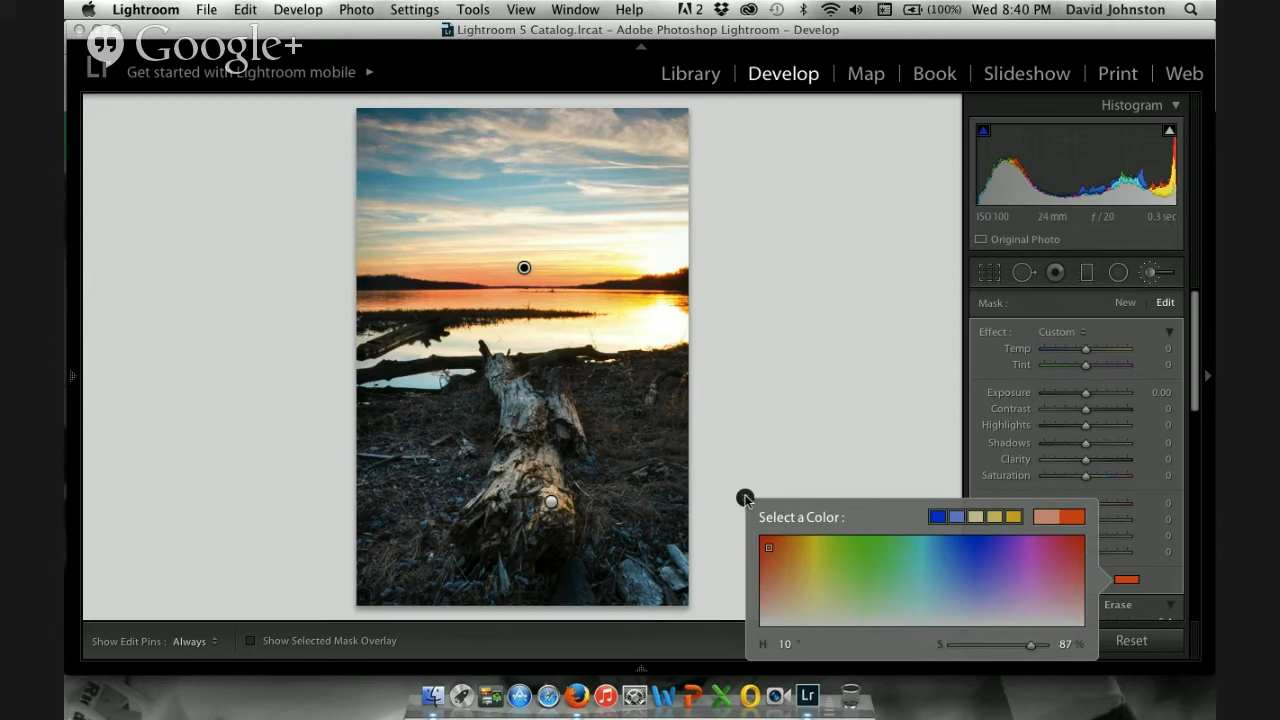 Lightroom File Edit Develop Photo Settings Tools View Window Help 2 (100%) Wed 8:40 PM David Johnston
Lightroom 5 Catalog.lrcat – Adobe Photoshop Lightroom – Develop
Google+
Get started with Lightroom mobile
Library Develop Map Book Slideshow Print Web
Histogram
ISO 100 24 mm ƒ / 20 0.3 sec
Original Photo
Mask : New Edit
Effect : Custom
Temp 0
Tint 0
Exposure 0.00
Contrast 0
Highlights 0
Shadows 0
Clarity 0
Saturation 0
0
0
0
0
Select a Color :
H 10 ° S 87 %
Erase
Show Edit Pins : Always Show Selected Mask Overlay
Reset
Lr